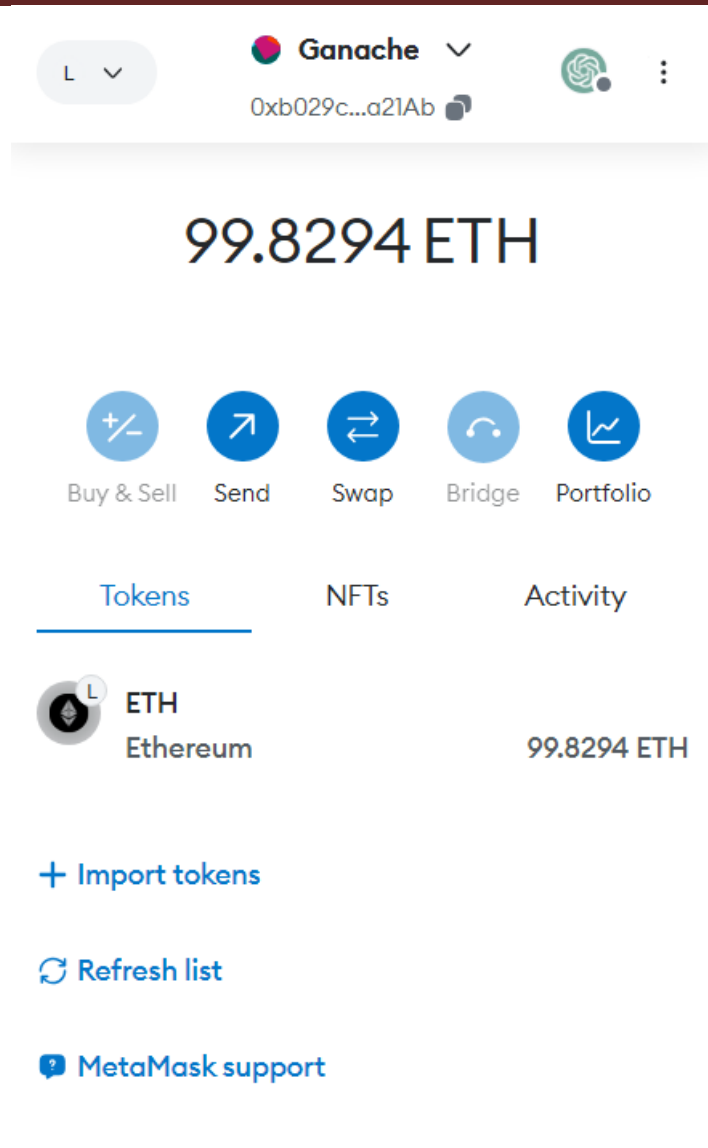 L
Ganache
0xb029c...a21Ab
99.8294 ETH
Buy & Sell Send Swap Bridge Portfolio
Tokens NFTs Activity
L
ETH
Ethereum 99.8294 ETH
Import tokens
Refresh list
MetaMask support